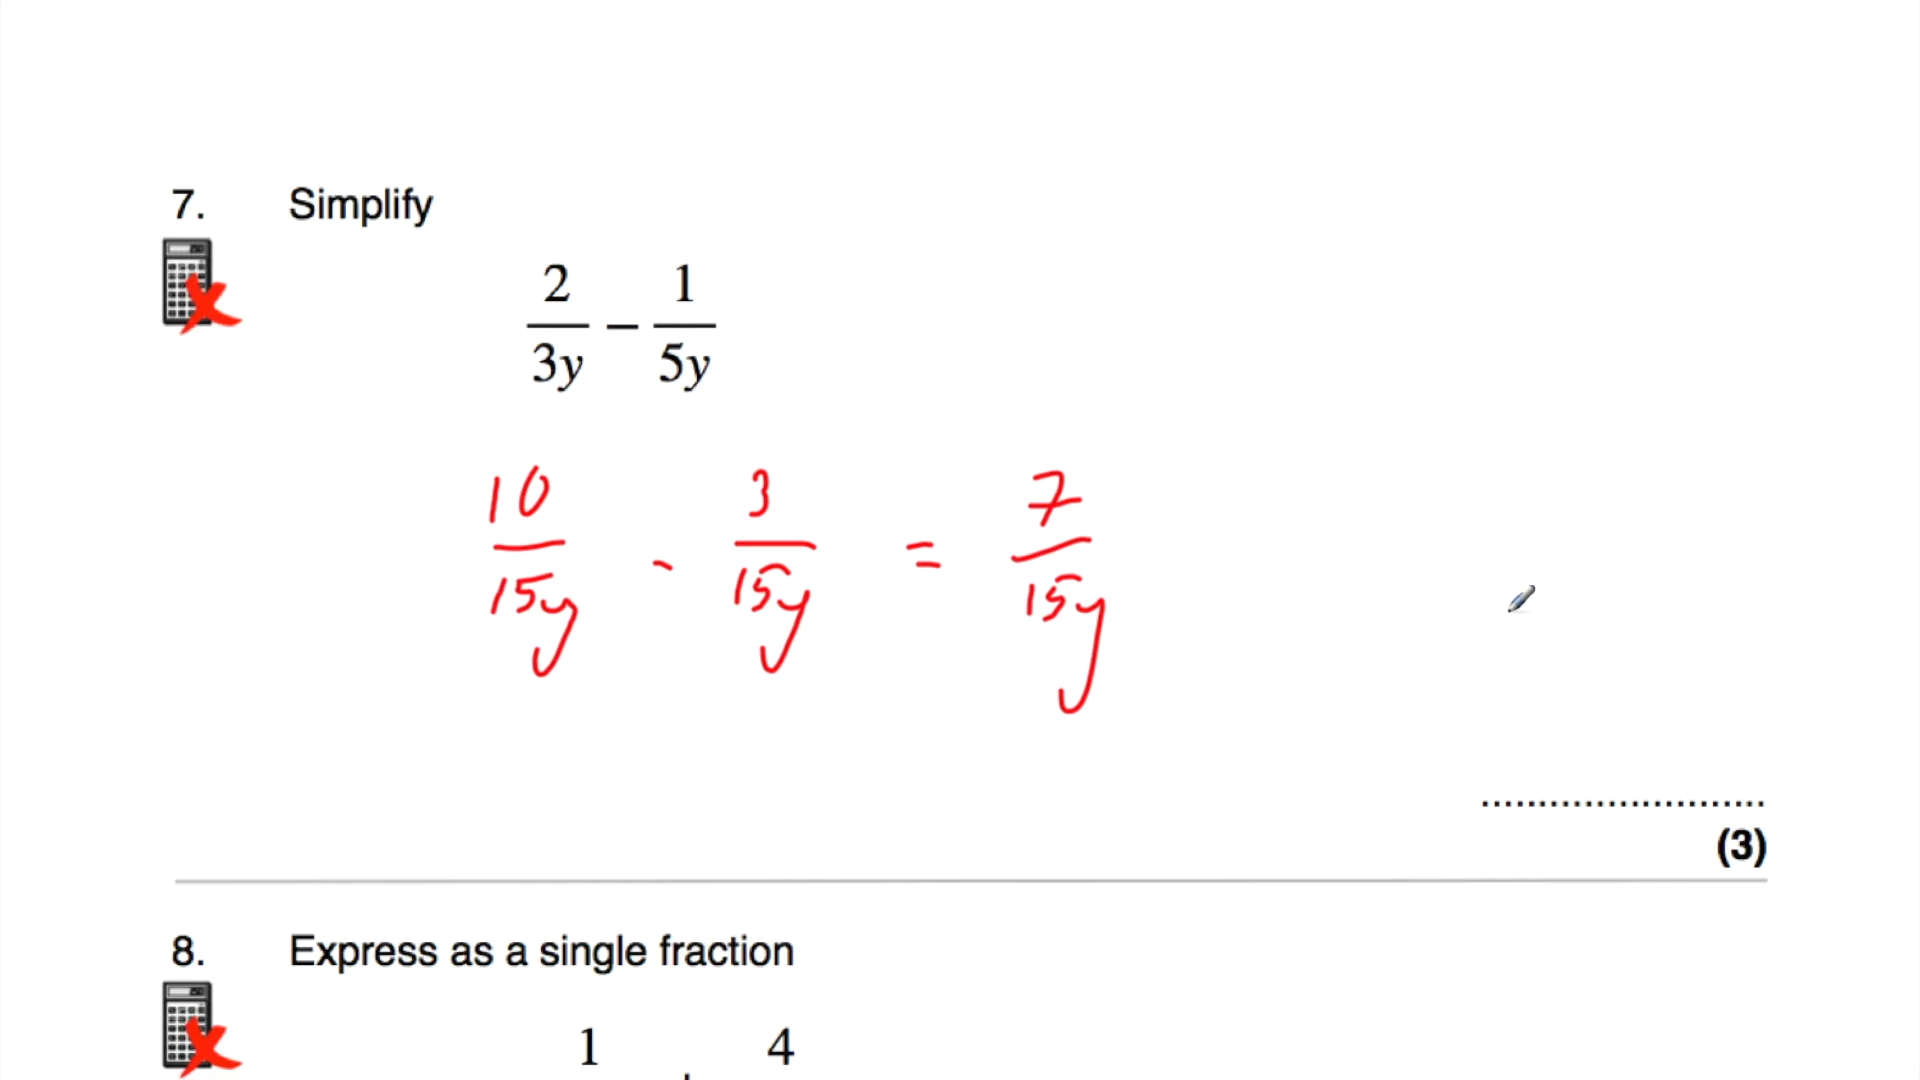 7. Simplify
2/3y − 1/5y
10/15y - 3/15y = 7/15y
..........................
(3)
8. Express as a single fraction
1 4